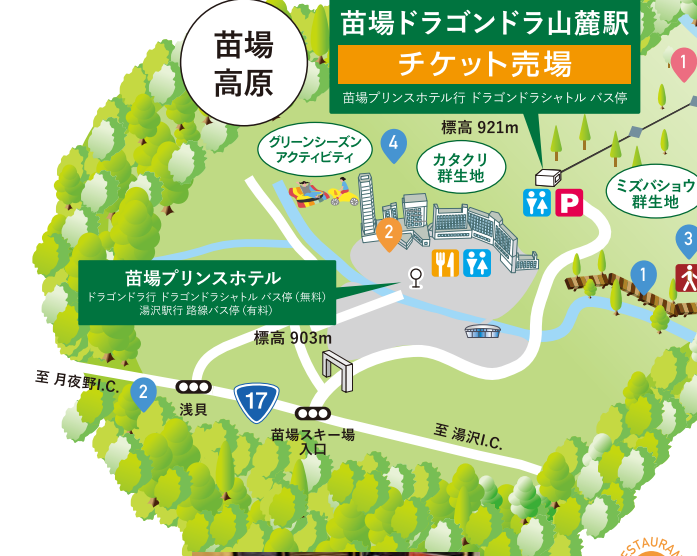 苗場
高原
苗場ドラゴンドラ山麓駅
チケット売場
苗場プリンスホテル行 ドラゴンドラシャトル バス停
標高 921m
1
グリーンシーズン
アクティビティ
4
カタクリ
群生地
P
ミズバショウ
群生地
2
3
1
苗場プリンスホテル
ドラゴンドラ行 ドラゴンドラシャトル バス停（無料）
湯沢駅行 路線バス停（有料）
標高 903m
至 月夜野I.C.
2
浅貝
17
苗場スキー場
入口
至 湯沢I.C.